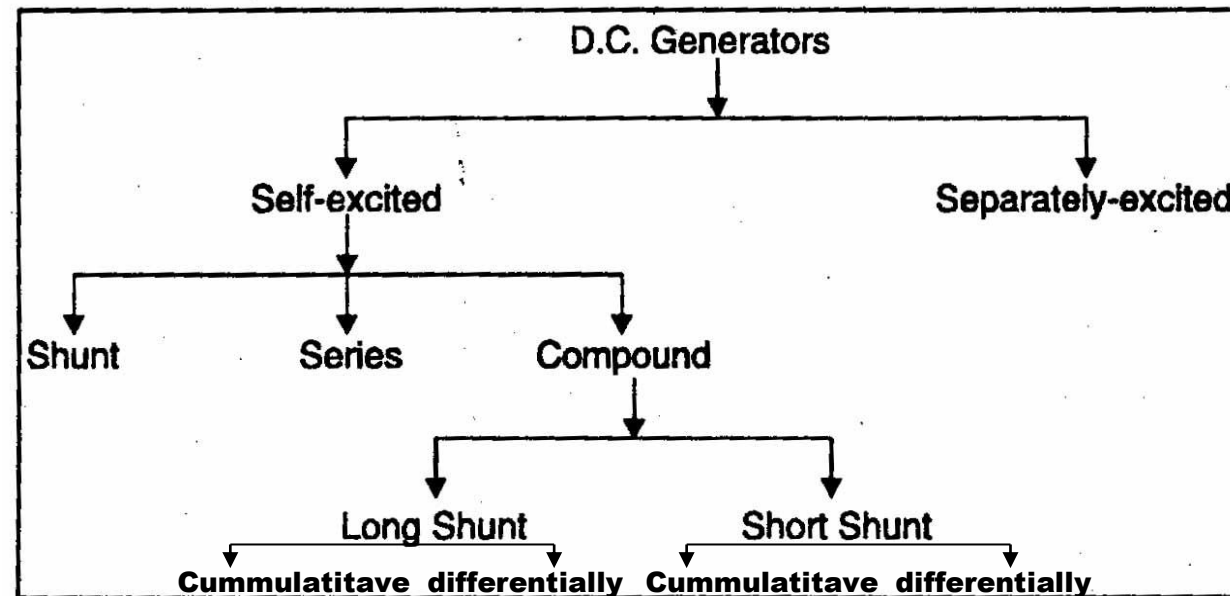 D.C. Generators
Self-excited Separately-excited
Shunt Series Compound
Long Shunt Short Shunt
Cummulatitave differentially Cummulatitave differentially